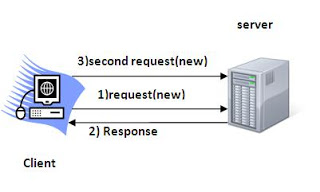 server
3)second request(new)
1)request(new)
2) Response
Client